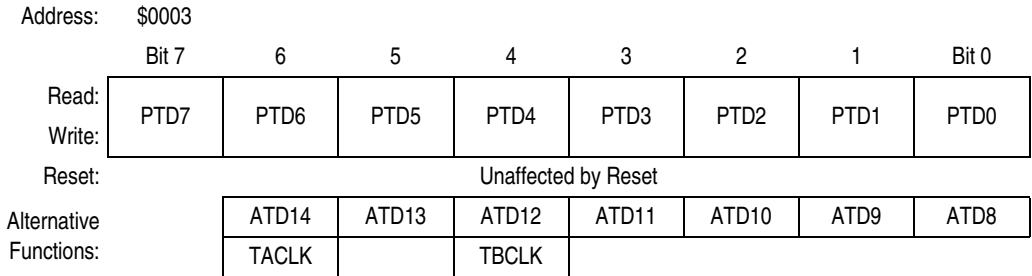 Address: $0003
Bit 7 6 5 4 3 2 1 Bit 0
Read:
PTD7 PTD6 PTD5 PTD4 PTD3 PTD2 PTD1 PTD0
Write:
Reset: Unaffected by Reset
Alternative ATD14 ATD13 ATD12 ATD11 ATD10 ATD9 ATD8
Functions: TACLK TBCLK